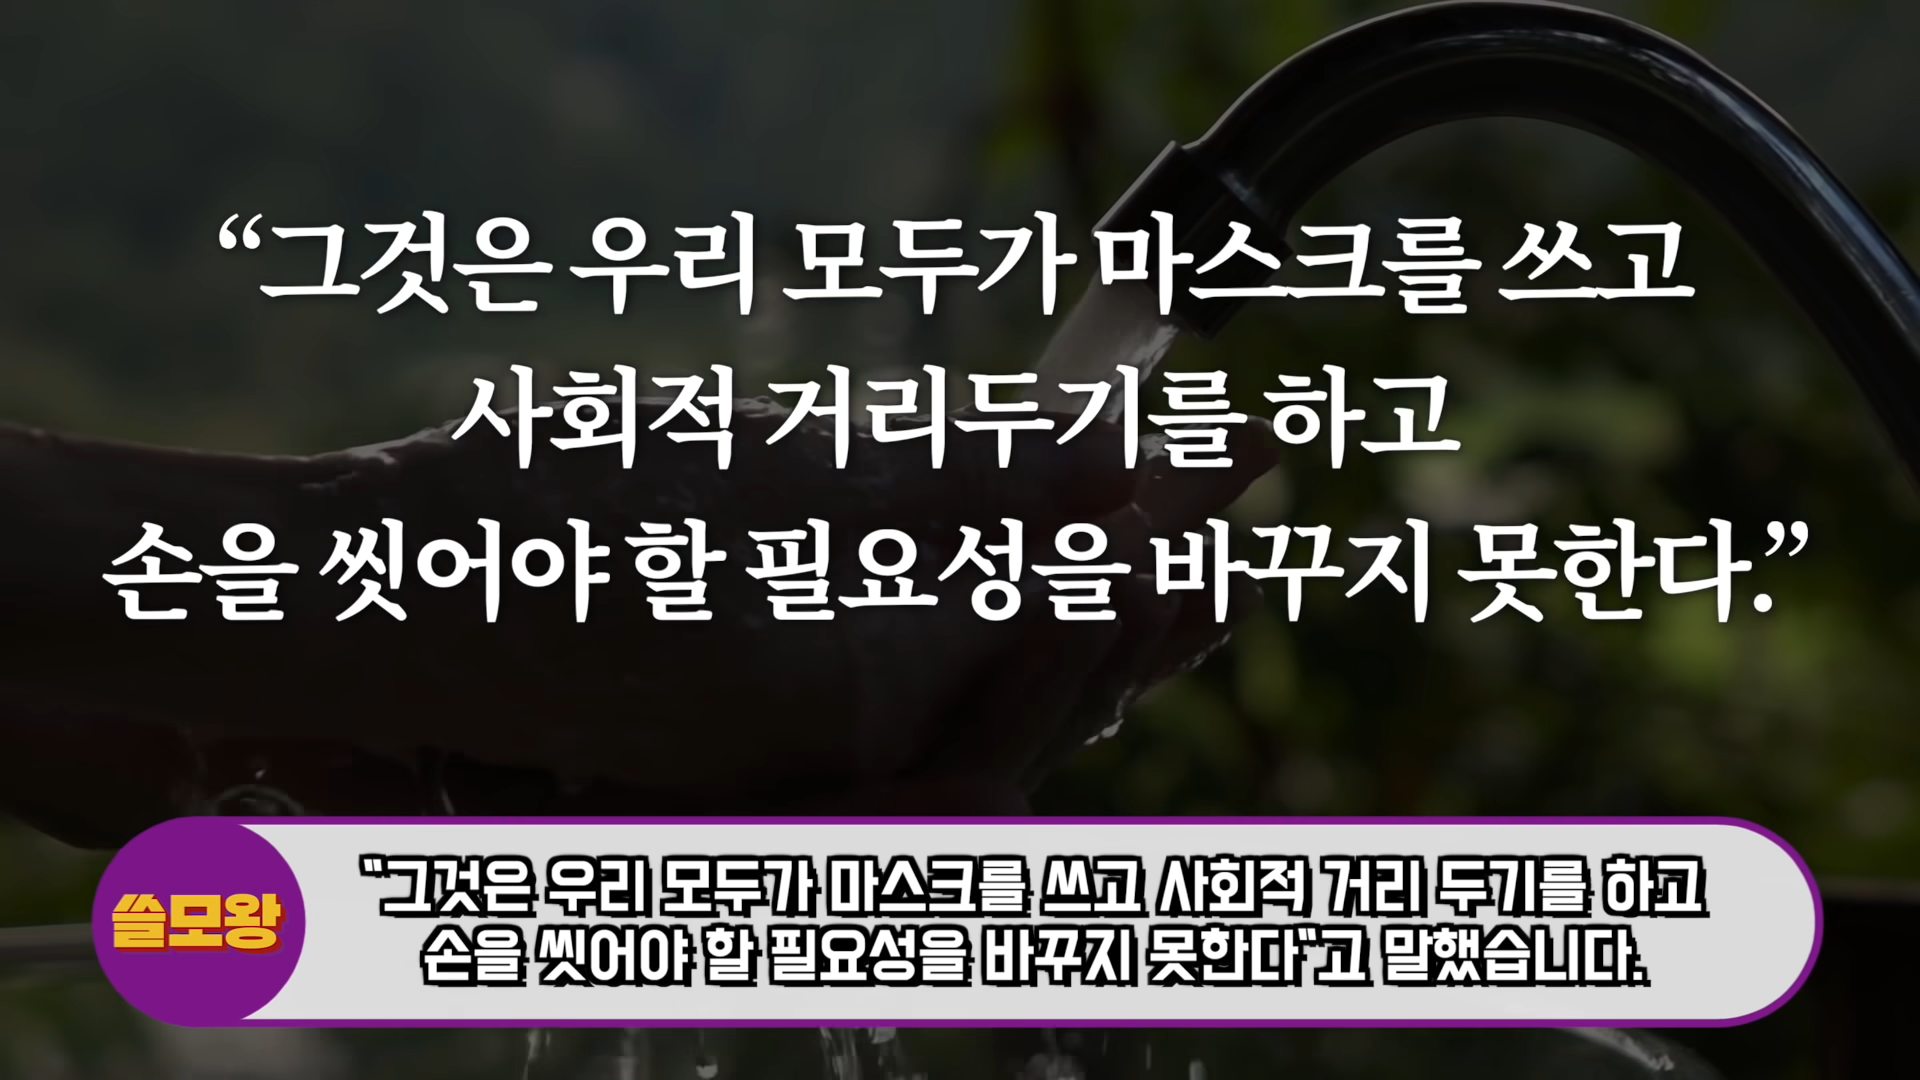 “그것은 우리 모두가 마스크를 쓰고
사회적 거리두기를 하고
손을 씻어야 할 필요성을 바꾸지 못한다.”
쓸모왕
"그것은 우리 모두가 마스크를 쓰고 사회적 거리 두기를 하고
손을 씻어야 할 필요성을 바꾸지 못한다"고 말했습니다.